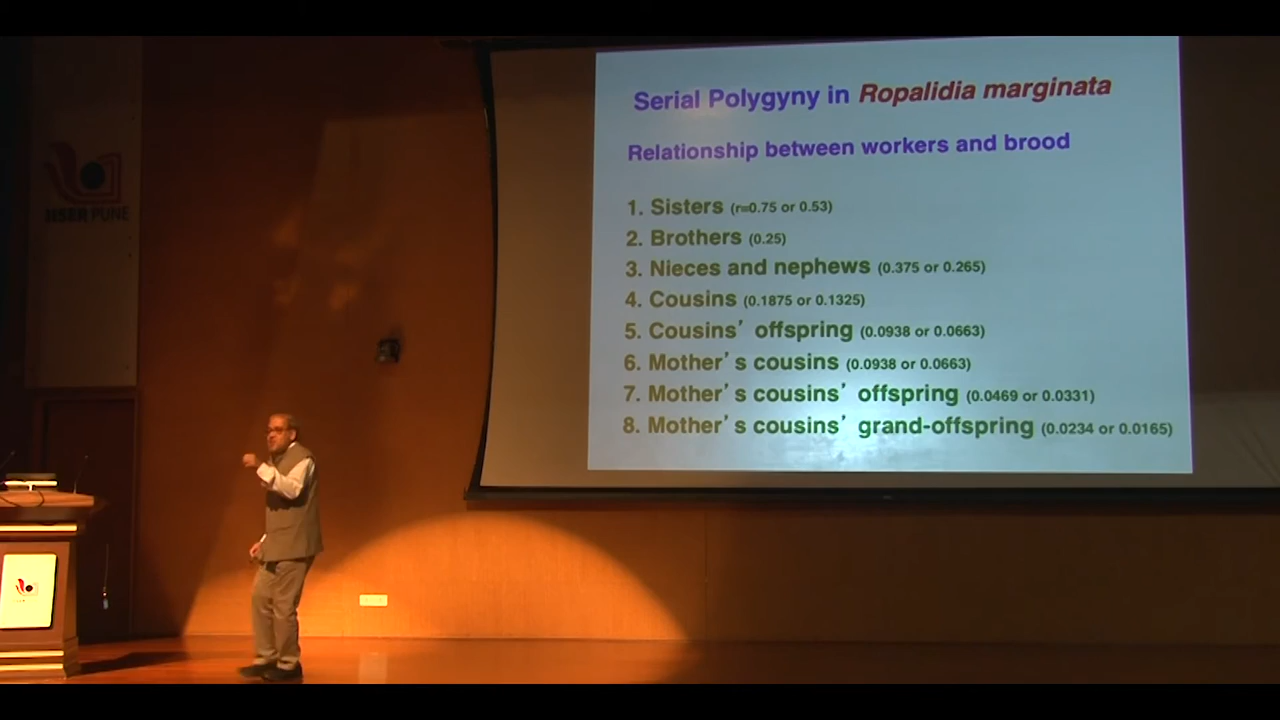 Serial Polygyny in Ropalidia marginata
Relationship between workers and brood
1. Sisters (r=0.75 or 0.53)
2. Brothers (0.25)
3. Nieces and nephews (0.375 or 0.265)
4. Cousins (0.1875 or 0.1325)
5. Cousins' offspring (0.0938 or 0.0663)
6. Mother's cousins (0.0938 or 0.0663)
7. Mother's cousins' offspring (0.0469 or 0.0331)
8. Mother's cousins' grand-offspring (0.0234 or 0.0165)
IISER PUNE